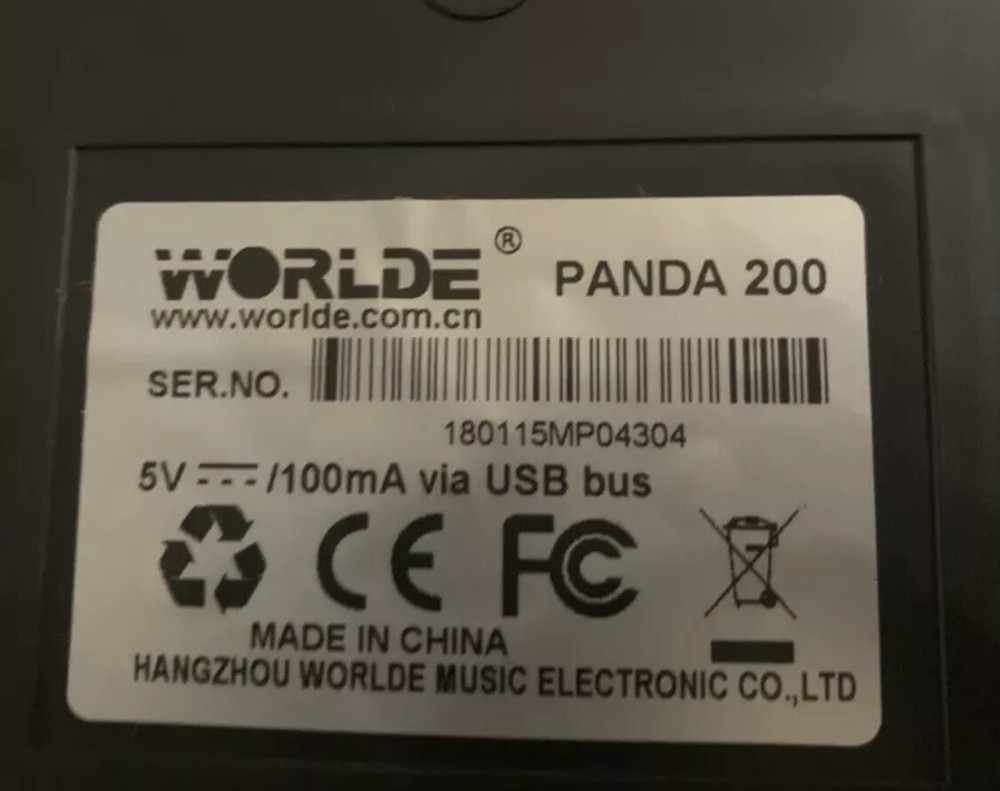 WORLDE® PANDA 200
www.worlde.com.cn
SER.NO.
180115MP04304
5V⎓/100mA via USB bus
CE FC
MADE IN CHINA
HANGZHOU WORLDE MUSIC ELECTRONIC CO.,LTD